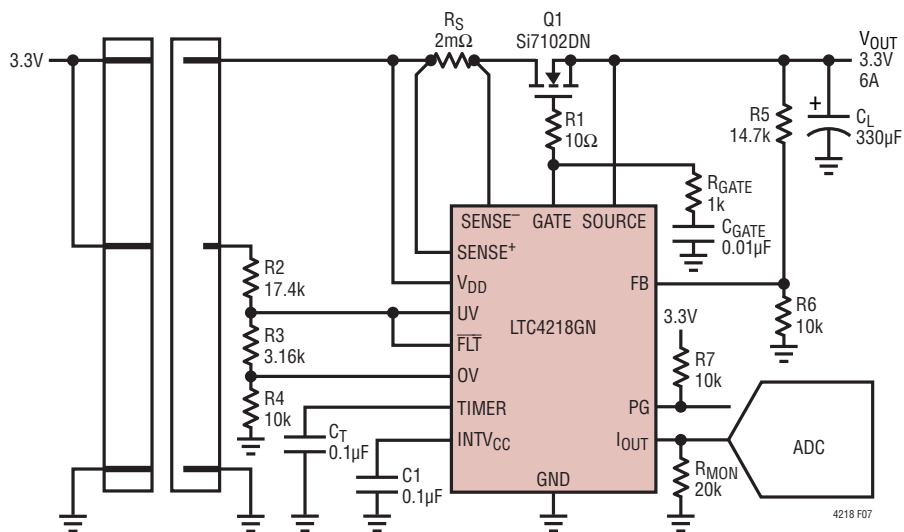 3.3V
RS
2mΩ
Q1
Si7102DN
VOUT
3.3V
6A
R5
14.7k
+
CL
330µF
R1
10Ω
RGATE
1k
CGATE
0.01µF
SENSE– GATE SOURCE
SENSE+
VDD
UV
FLT
OV
TIMER
INTVCC
LTC4218GN
FB
PG
IOUT
GND
R2
17.4k
R3
3.16k
R4
10k
CT
0.1µF
C1
0.1µF
R6
10k
3.3V
R7
10k
RMON
20k
ADC
4218 F07